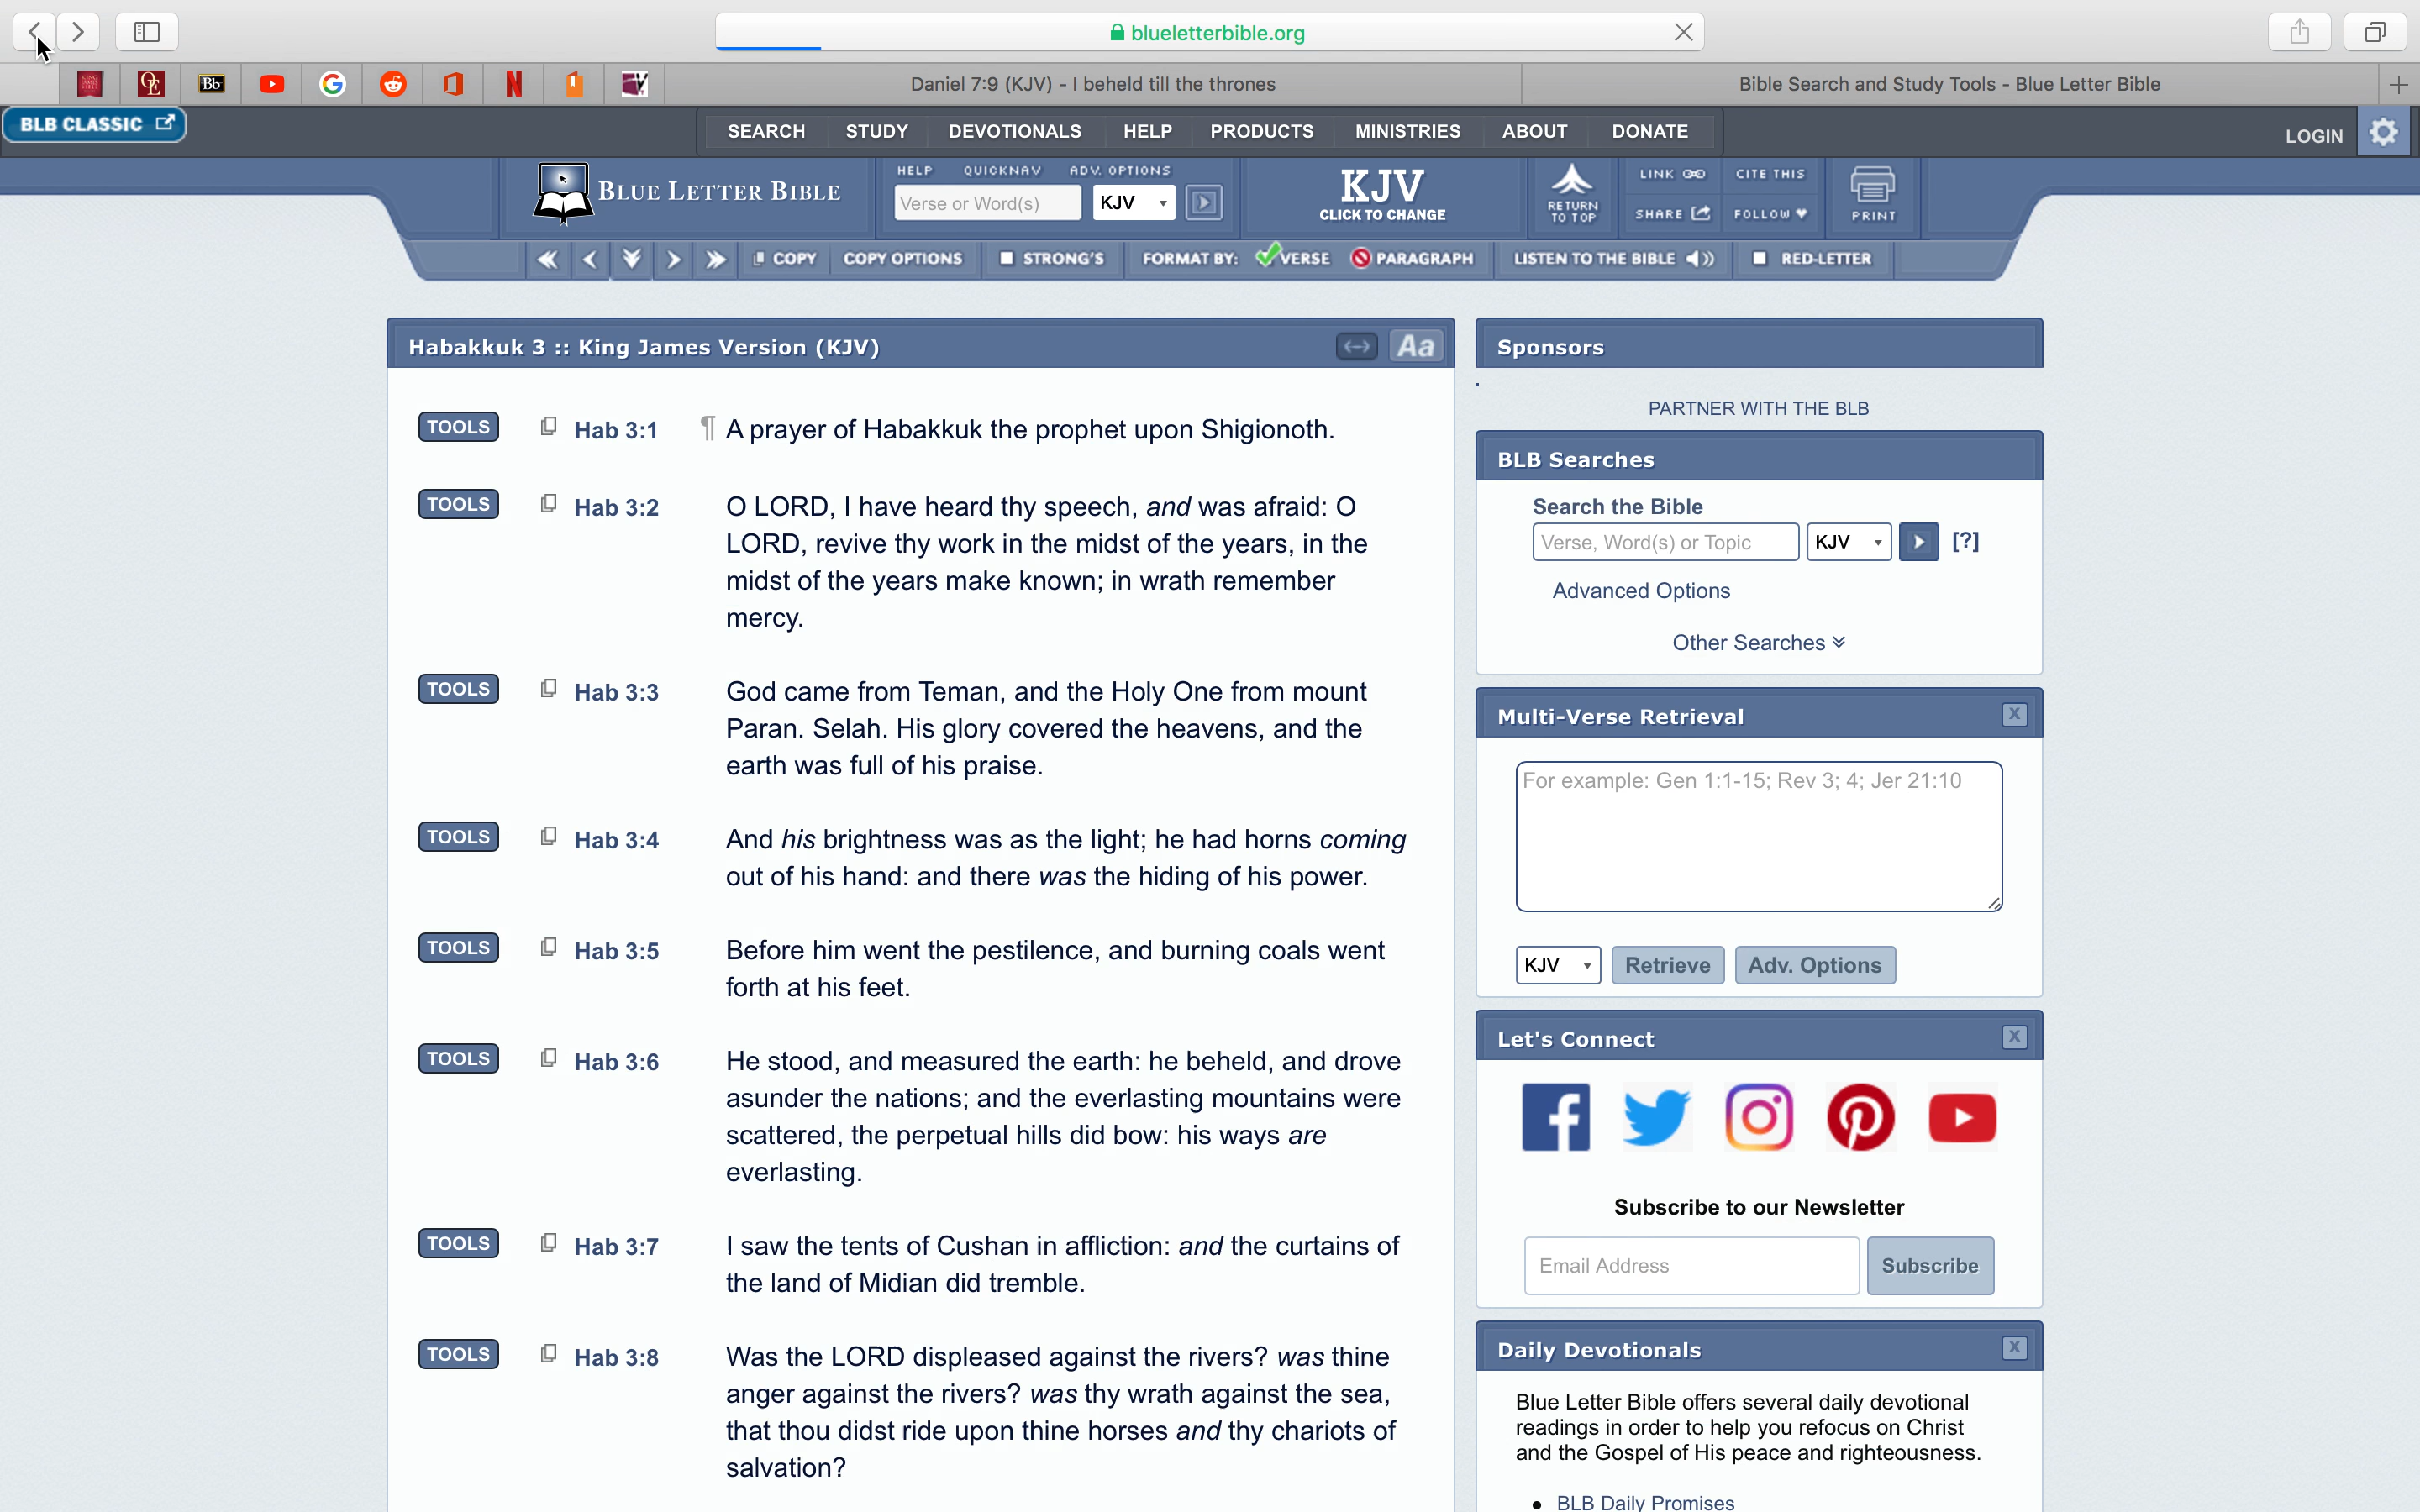 blueletterbible.org
KING JAMES BIBLE
OE
Bb
Daniel 7:9 (KJV) - I beheld till the thrones
Bible Search and Study Tools - Blue Letter Bible
BLB CLASSIC
SEARCH STUDY DEVOTIONALS HELP PRODUCTS MINISTRIES ABOUT DONATE
LOGIN
BLUE LETTER BIBLE
HELP QUICKNAV ADV. OPTIONS
Verse or Word(s) KJV
KJV
CLICK TO CHANGE
RETURN
TO TOP
LINK CITE THIS
SHARE FOLLOW
PRINT
COPY COPY OPTIONS STRONG'S FORMAT BY: VERSE PARAGRAPH LISTEN TO THE BIBLE RED-LETTER
Habakkuk 3 :: King James Version (KJV) Aa
TOOLS Hab 3:1 ¶ A prayer of Habakkuk the prophet upon Shigionoth.
TOOLS Hab 3:2 O LORD, I have heard thy speech, and was afraid: O
LORD, revive thy work in the midst of the years, in the
midst of the years make known; in wrath remember
mercy.
TOOLS Hab 3:3 God came from Teman, and the Holy One from mount
Paran. Selah. His glory covered the heavens, and the
earth was full of his praise.
TOOLS Hab 3:4 And his brightness was as the light; he had horns coming
out of his hand: and there was the hiding of his power.
TOOLS Hab 3:5 Before him went the pestilence, and burning coals went
forth at his feet.
TOOLS Hab 3:6 He stood, and measured the earth: he beheld, and drove
asunder the nations; and the everlasting mountains were
scattered, the perpetual hills did bow: his ways are
everlasting.
TOOLS Hab 3:7 I saw the tents of Cushan in affliction: and the curtains of
the land of Midian did tremble.
TOOLS Hab 3:8 Was the LORD displeased against the rivers? was thine
anger against the rivers? was thy wrath against the sea,
that thou didst ride upon thine horses and thy chariots of
salvation?
Sponsors
PARTNER WITH THE BLB
BLB Searches
Search the Bible
Verse, Word(s) or Topic KJV [?]
Advanced Options
Other Searches
Multi-Verse Retrieval X
For example: Gen 1:1-15; Rev 3; 4; Jer 21:10
KJV Retrieve Adv. Options
Let's Connect X
Subscribe to our Newsletter
Email Address Subscribe
Daily Devotionals X
Blue Letter Bible offers several daily devotional
readings in order to help you refocus on Christ
and the Gospel of His peace and righteousness.
• BLB Daily Promises